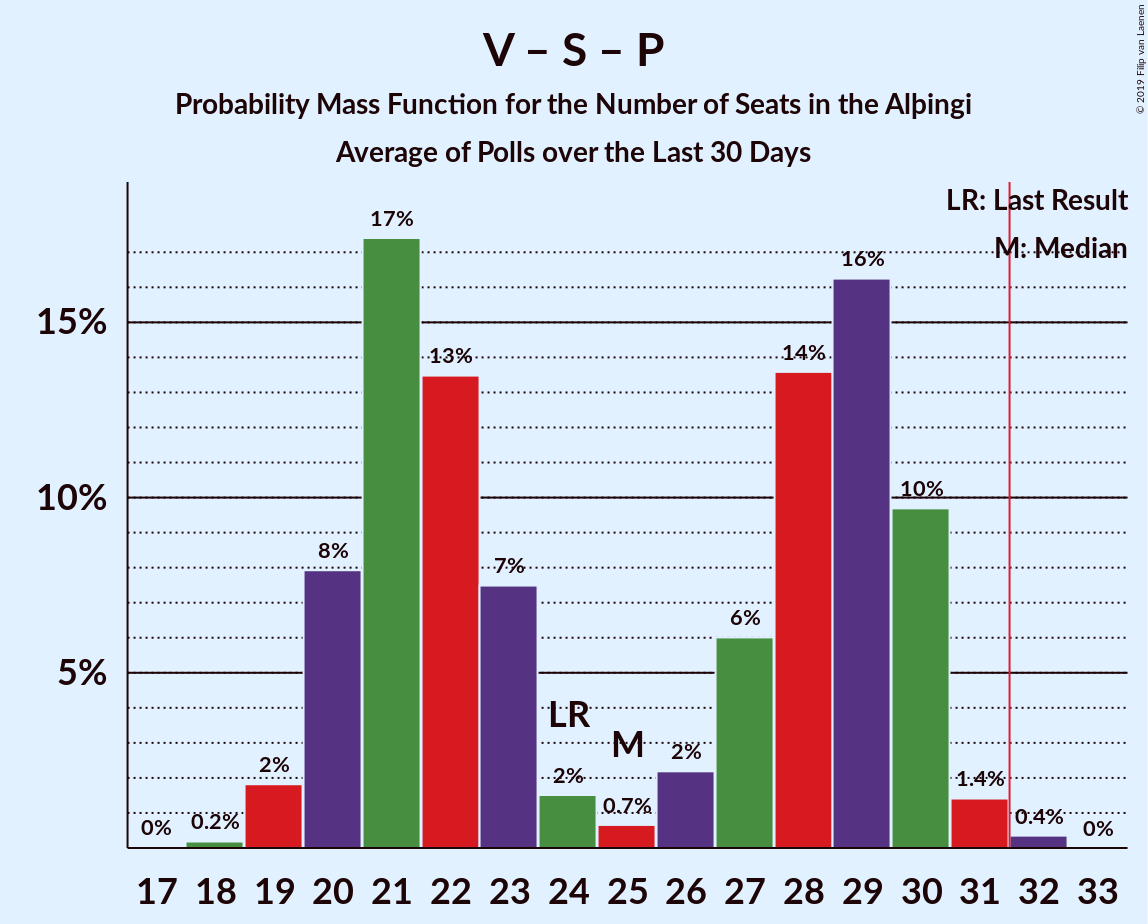 V – S – P
Probability Mass Function for the Number of Seats in the Alþingi
Average of Polls over the Last 30 Days
© 2019 Filip van Laenen
LR: Last Result
M: Median
17%
16%
15%
14%
13%
10%
10%
8%
7%
6%
5%
LR
M
2%
2%
2%
1.4%
0.7%
0.2%
0.4%
0%
0%
17 18 19 20 21 22 23 24 25 26 27 28 29 30 31 32 33